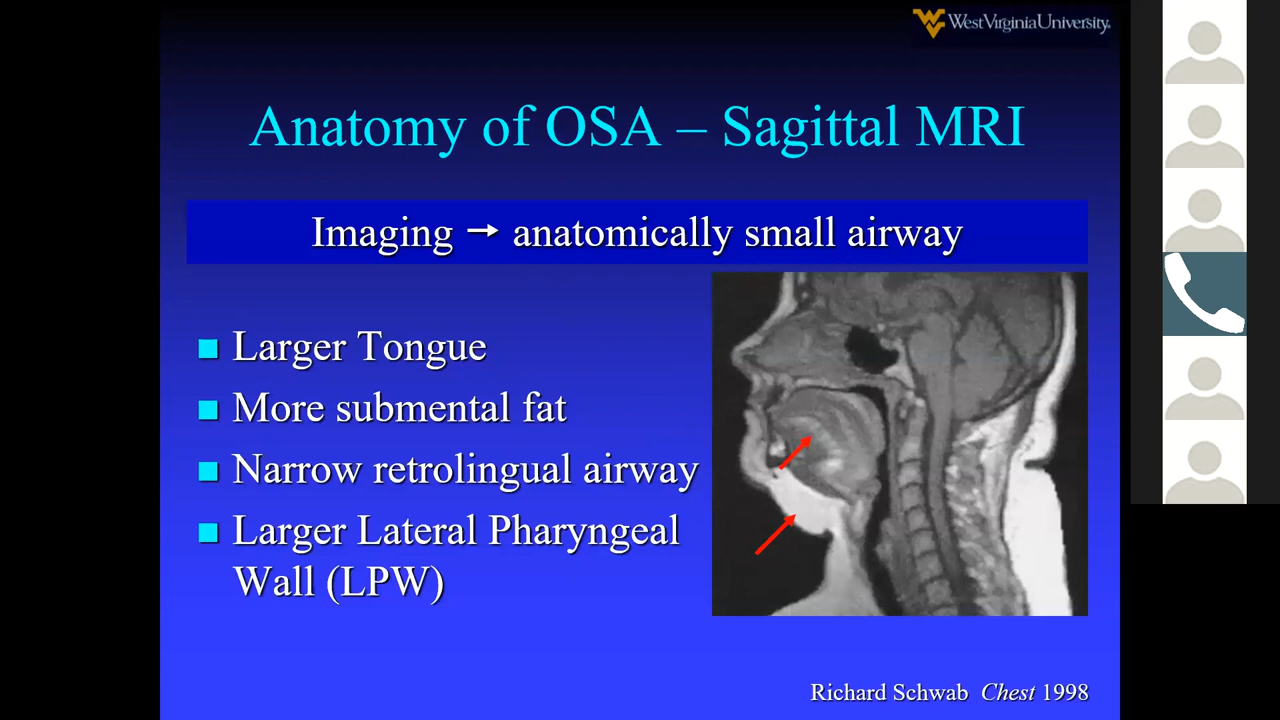 WestVirginiaUniversity.
Anatomy of OSA – Sagittal MRI
Imaging → anatomically small airway
Larger Tongue
More submental fat
Narrow retrolingual airway
Larger Lateral Pharyngeal
Wall (LPW)
Richard Schwab Chest 1998